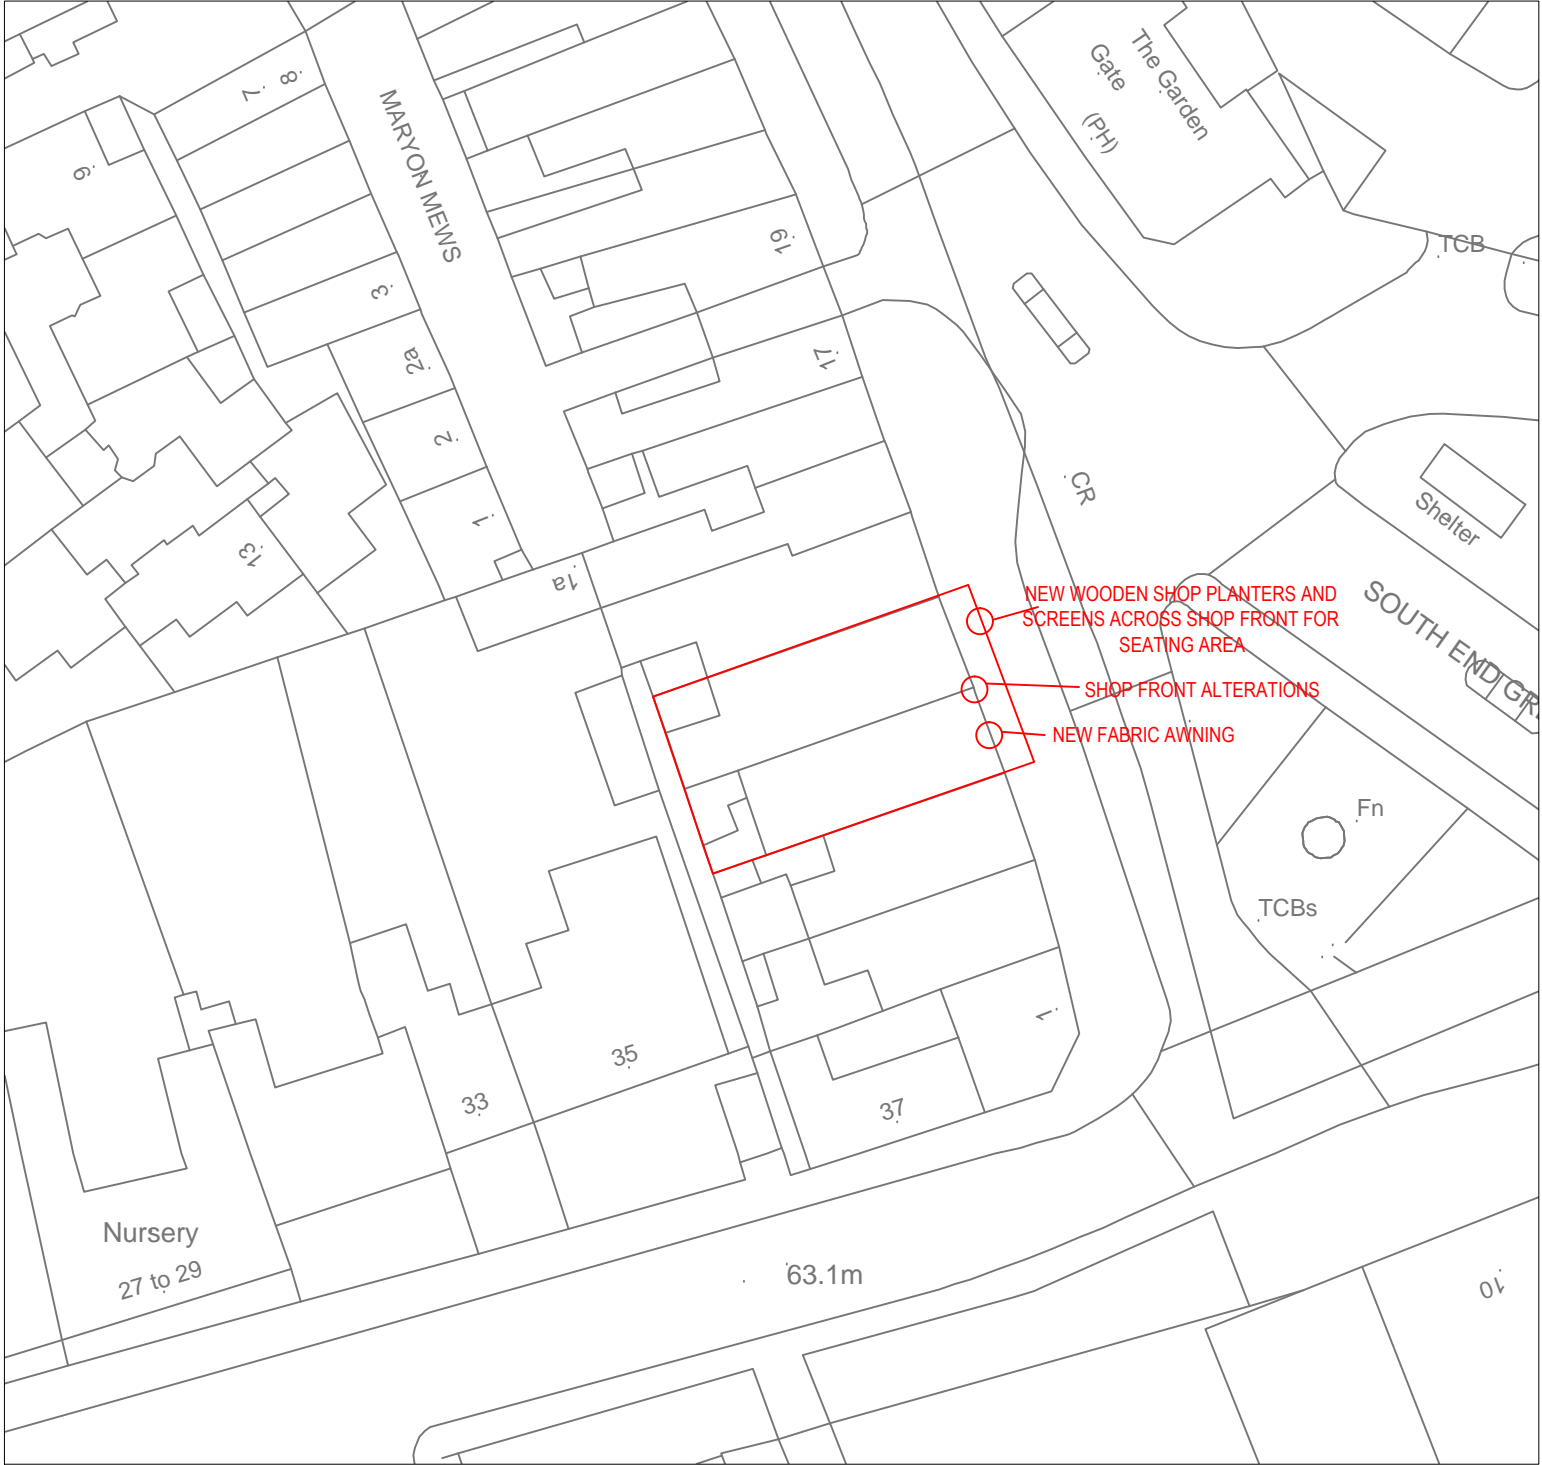 8
7
MARYON MEWS
The Garden
Gate
(PH)
TCB
19
3
17
2a
2
1
CR
Shelter
13
1a
NEW WOODEN SHOP PLANTERS AND
SCREENS ACROSS SHOP FRONT FOR
SEATING AREA
SOUTH END GR
SHOP FRONT ALTERATIONS
NEW FABRIC AWNING
Fn
TCBs
1
35
33
37
Nursery
27 to 29
63.1m
10